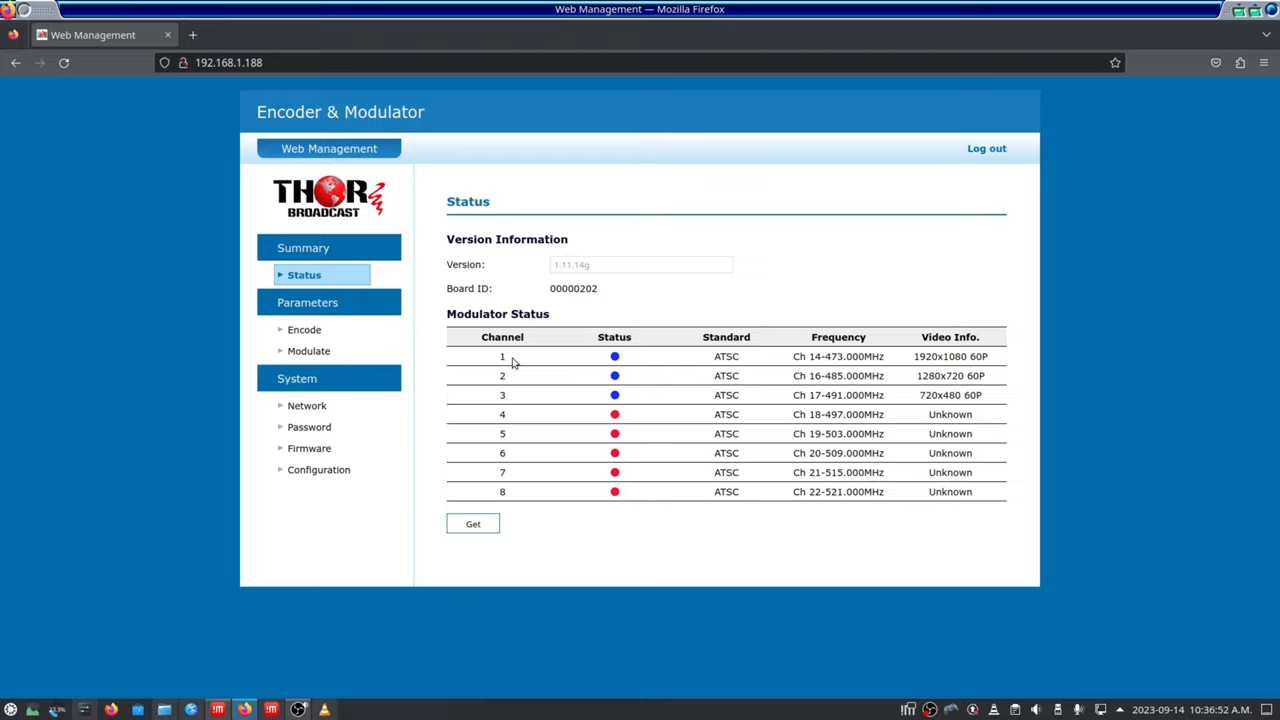 Web Management — Mozilla Firefox
Web Management
192.168.1.188
Encoder & Modulator
Web Management
Log out
THOR
BROADCAST
Summary
Status
Parameters
Encode
Modulate
System
Network
Password
Firmware
Configuration
Status
Version Information
Version: 1.11.14g
Board ID: 00000202
Modulator Status
Channel Status Standard Frequency Video Info.
1 ATSC Ch 14-473.000MHz 1920x1080 60P
2 ATSC Ch 16-485.000MHz 1280x720 60P
3 ATSC Ch 17-491.000MHz 720x480 60P
4 ATSC Ch 18-497.000MHz Unknown
5 ATSC Ch 19-503.000MHz Unknown
6 ATSC Ch 20-509.000MHz Unknown
7 ATSC Ch 21-515.000MHz Unknown
8 ATSC Ch 22-521.000MHz Unknown
Get
2023-09-14 10:36:52 A.M.